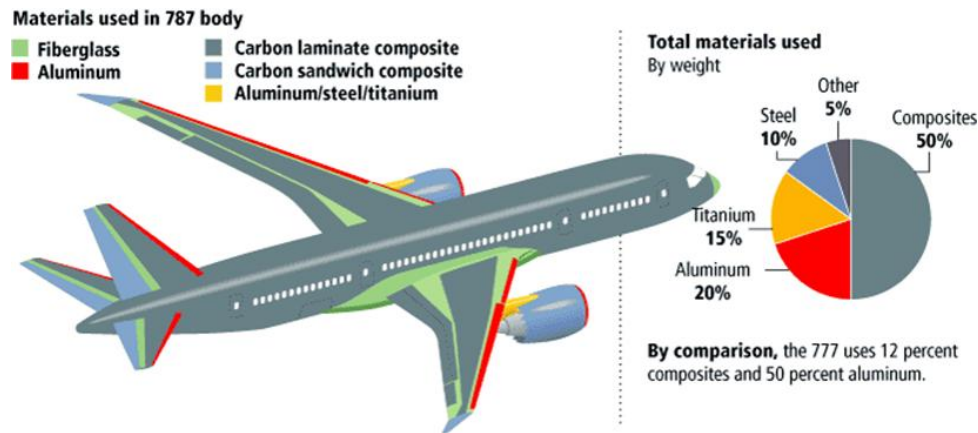 Materials used in 787 body
Fiberglass
Aluminum
Carbon laminate composite
Carbon sandwich composite
Aluminum/steel/titanium
Total materials used
By weight
Other
5%
Steel
10%
Composites
50%
Titanium
15%
Aluminum
20%
By comparison, the 777 uses 12 percent
composites and 50 percent aluminum.